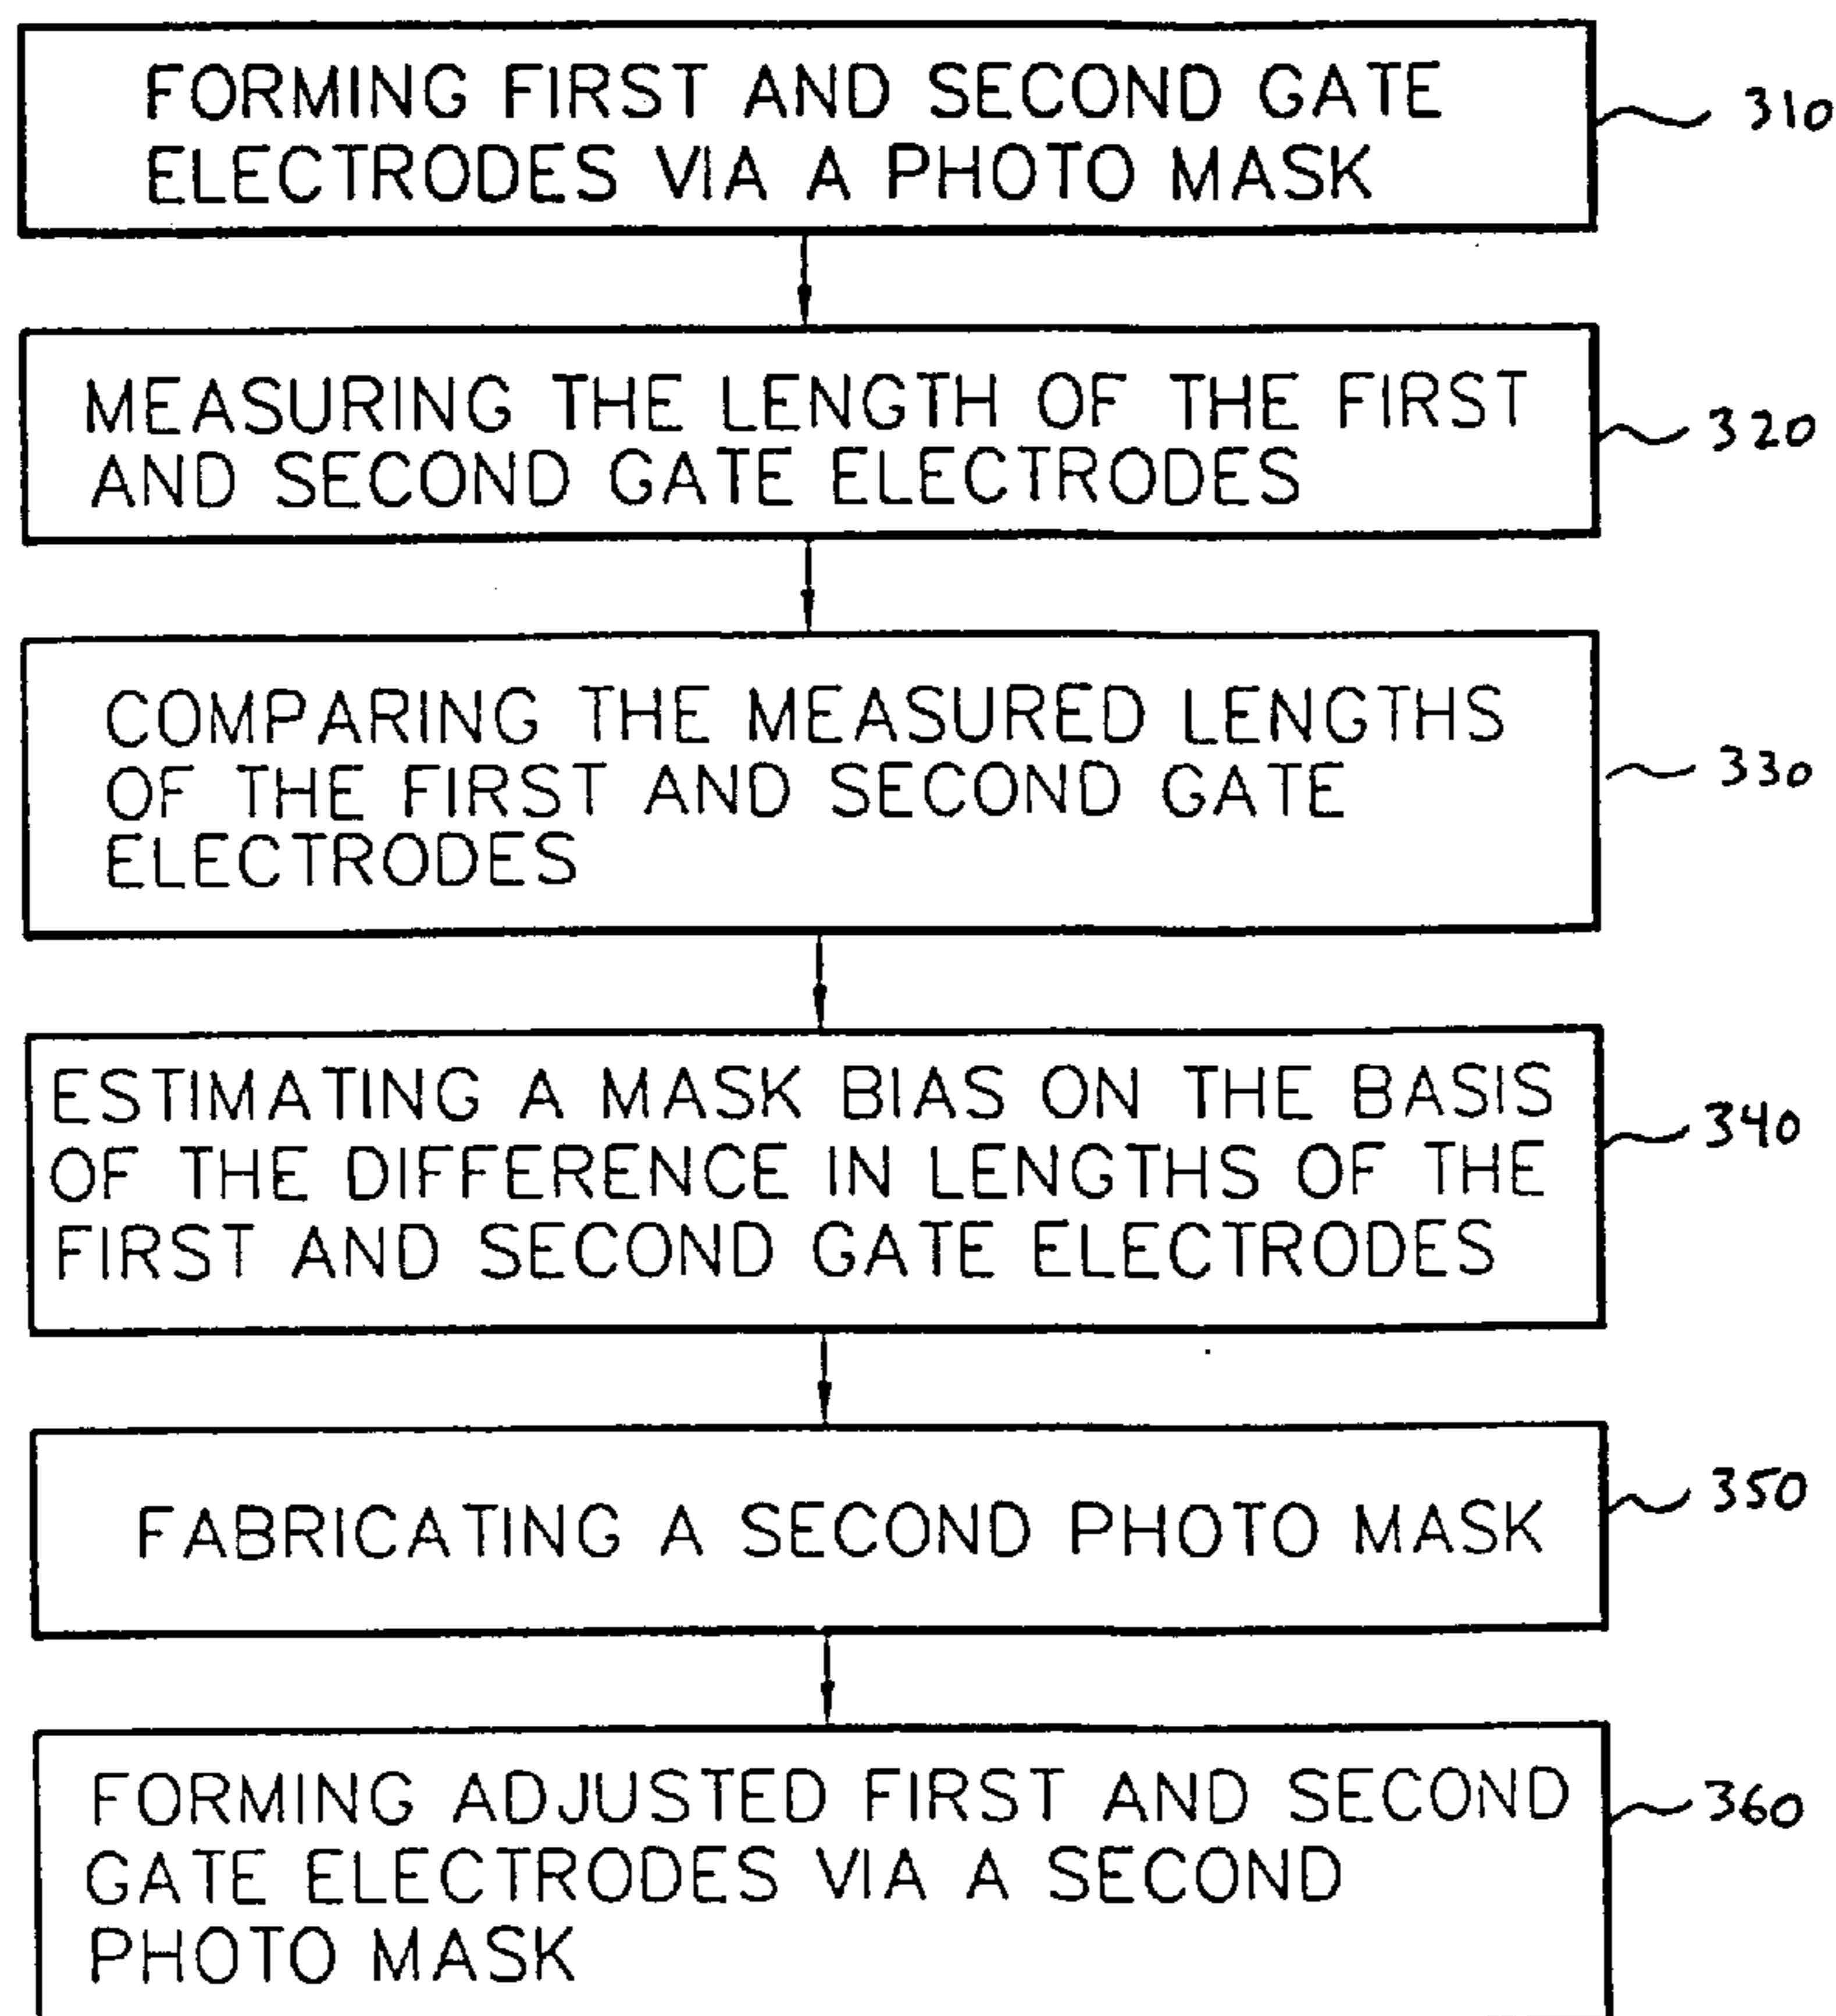 FORMING FIRST AND SECOND GATE
ELECTRODES VIA A PHOTO MASK
310
MEASURING THE LENGTH OF THE FIRST
AND SECOND GATE ELECTRODES
320
COMPARING THE MEASURED LENGTHS
OF THE FIRST AND SECOND GATE
ELECTRODES
330
ESTIMATING A MASK BIAS ON THE BASIS
OF THE DIFFERENCE IN LENGTHS OF THE
FIRST AND SECOND GATE ELECTRODES
340
FABRICATING A SECOND PHOTO MASK
350
FORMING ADJUSTED FIRST AND SECOND
GATE ELECTRODES VIA A SECOND
PHOTO MASK
360